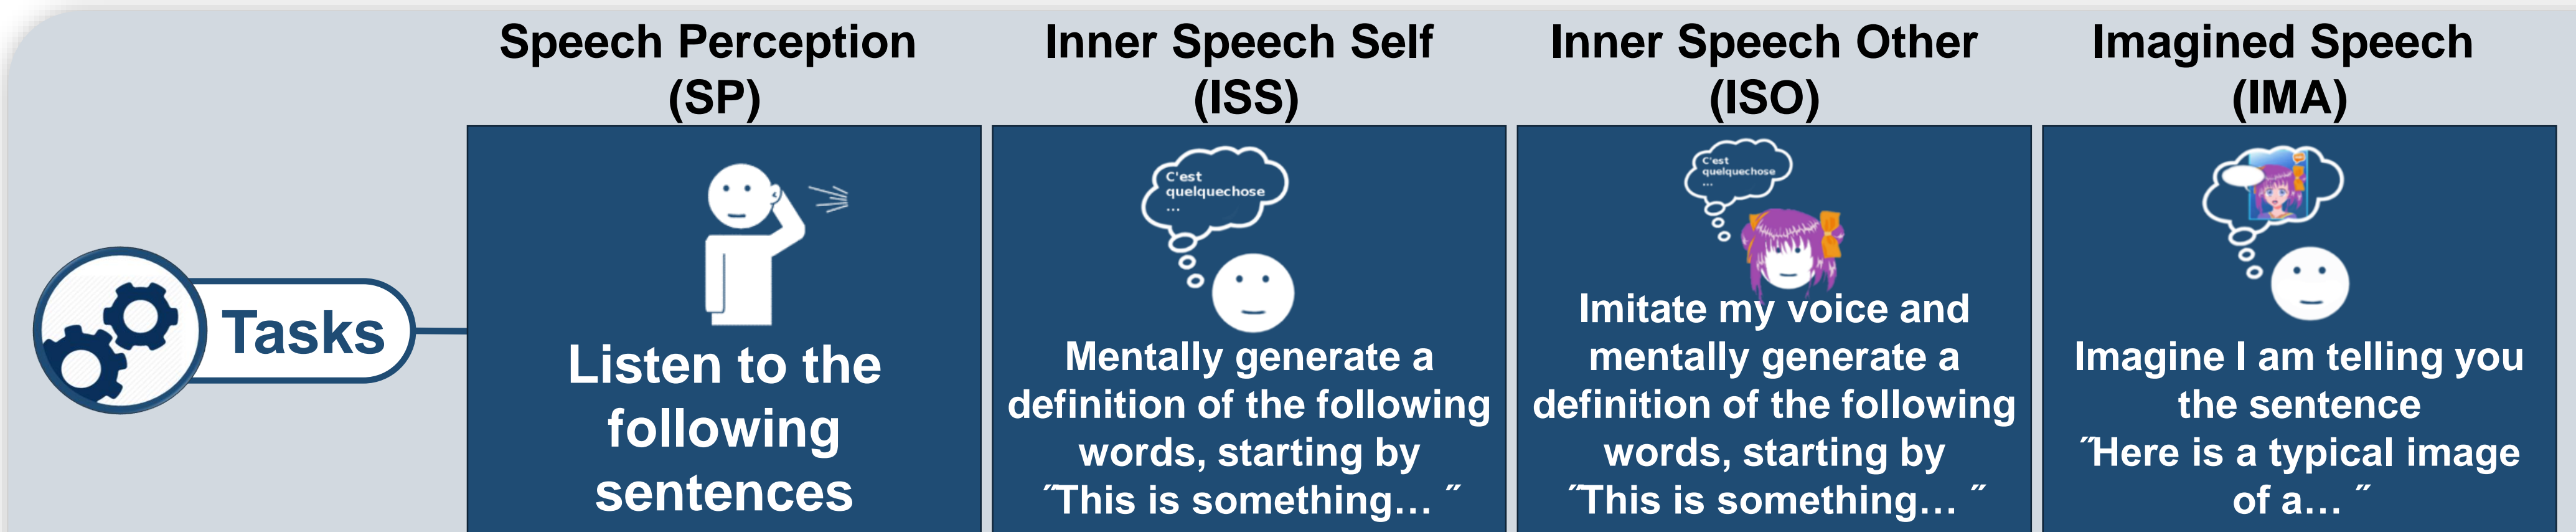 Speech Perception
(SP)
Inner Speech Self
(ISS)
Inner Speech Other
(ISO)
Imagined Speech
(IMA)
Tasks
Listen to the
following
sentences
C'est
quelquechose
...
Mentally generate a
definition of the following
words, starting by
˝This is something… ˝
C'est
quelquechose
...
Imitate my voice and
mentally generate a
definition of the following
words, starting by
˝This is something… ˝
Imagine I am telling you
the sentence
˝Here is a typical image
of a… ˝